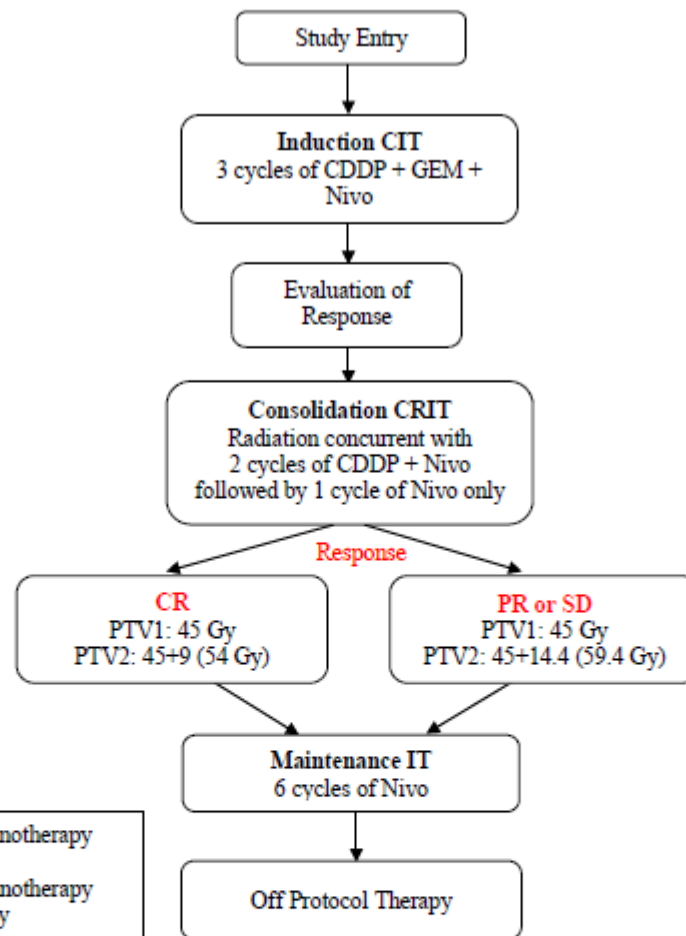 Study Entry
Induction CIT
3 cycles of CDDP + GEM +
Nivo
Evaluation of
Response
Consolidation CRIT
Radiation concurrent with
2 cycles of CDDP + Nivo
followed by 1 cycle of Nivo only
Response
CR
PTV1: 45 Gy
PTV2: 45+9 (54 Gy)
PR or SD
PTV1: 45 Gy
PTV2: 45+14.4 (59.4 Gy)
Maintenance IT
6 cycles of Nivo
Off Protocol Therapy
notherapy
notherapy
y